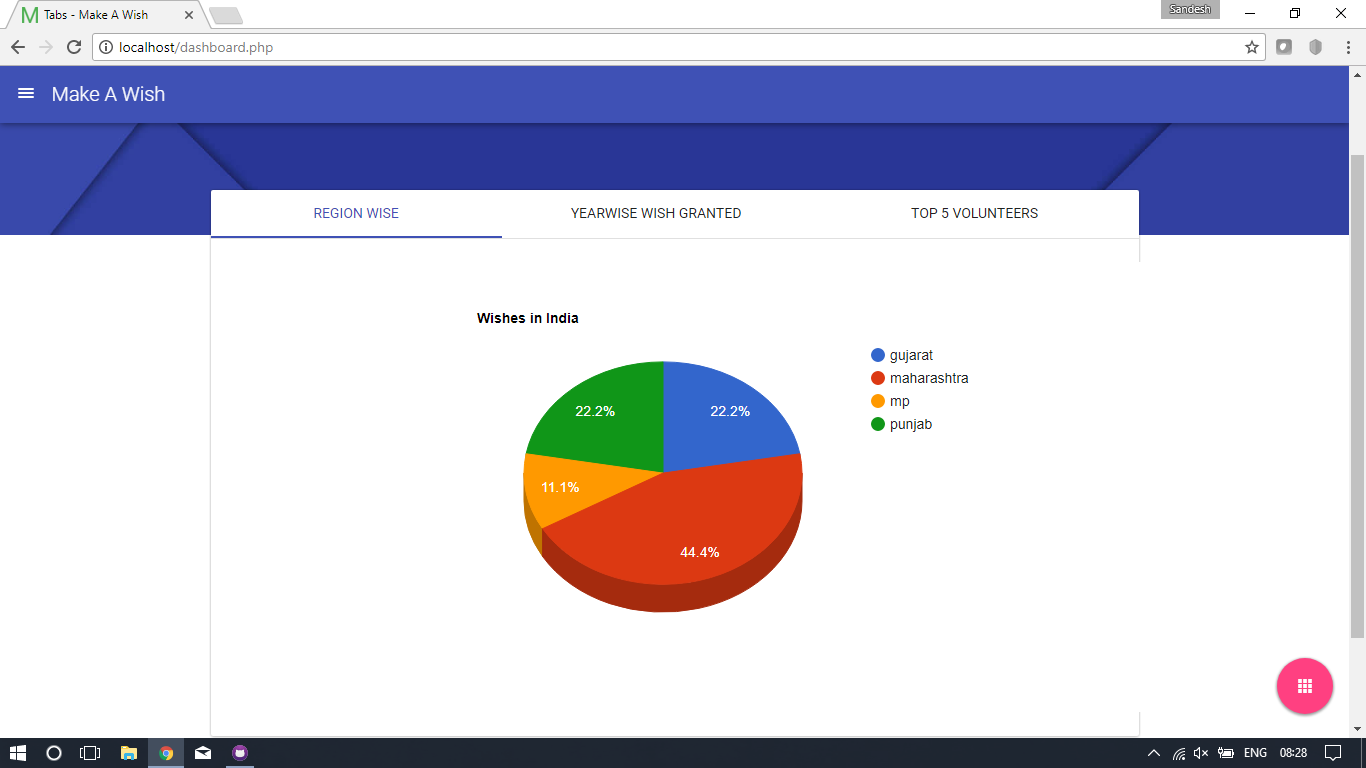 Sandesh
M Tabs - Make A Wish
localhost/dashboard.php
Make A Wish
REGION WISE
YEARWISE WISH GRANTED
TOP 5 VOLUNTEERS
Wishes in India
gujarat
maharashtra
mp
punjab
22.2%
22.2%
11.1%
44.4%
ENG
08:28